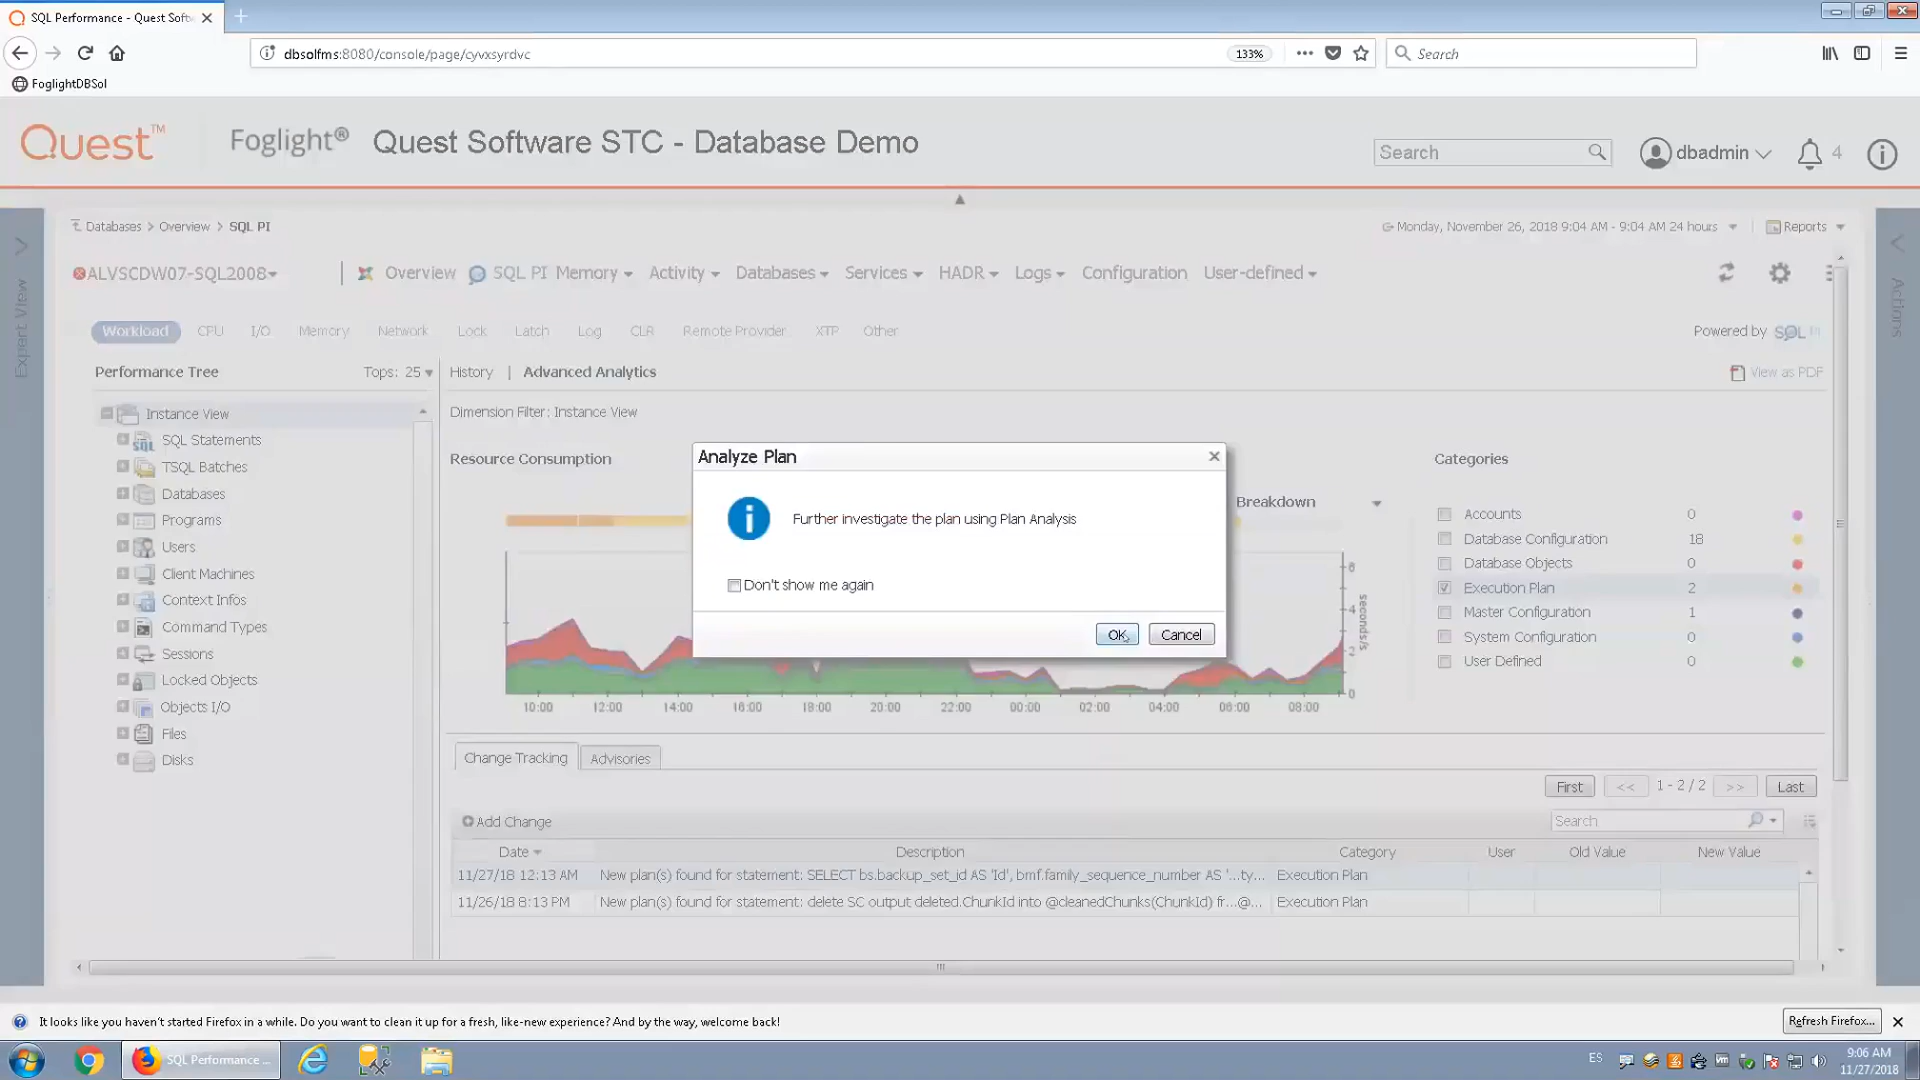 SQL Performance - Quest Soft
dbsolfms:8080/console/page/cyvxsyrdvc
133%
Search
FoglightDBSol
Quest™
Foglight®
Quest Software STC - Database Demo
Search
dbadmin
4
Databases > Overview > SQL PI
Monday, November 26, 2018 9:04 AM - 9:04 AM 24 hours
Reports
ALVSCDW07-SQL2008
Overview
SQL PI
Memory
Activity
Databases
Services
HADR
Logs
Configuration
User-defined
Expert View
Actions
Workload
CPU
I/O
Memory
Network
Lock
Latch
Log
CLR
Remote Provider
XTP
Other
Powered by SQL PI
Performance Tree
Tops: 25
History | Advanced Analytics
View as PDF
Instance View
SQL Statements
TSQL Batches
Databases
Programs
Users
Client Machines
Context Infos
Command Types
Sessions
Locked Objects
Objects I/O
Files
Disks
Dimension Filter: Instance View
Resource Consumption
Breakdown
8
4
2
0
seconds/s
10:00 12:00 14:00 16:00 18:00 20:00 22:00 00:00 02:00 04:00 06:00 08:00
Analyze Plan
Further investigate the plan using Plan Analysis
Don't show me again
OK
Cancel
Categories
Accounts 0
Database Configuration 18
Database Objects 0
Execution Plan 2
Master Configuration 1
System Configuration 0
User Defined 0
Change Tracking
Advisories
First << 1 - 2 / 2 >> Last
Add Change
Search
Date Description Category User Old Value New Value
11/27/18 12:13 AM New plan(s) found for statement: SELECT bs.backup_set_id AS 'Id', bmf.family_sequence_number AS '...ty... Execution Plan
11/26/18 8:13 PM New plan(s) found for statement: delete SC output deleted.ChunkId into @cleanedChunks(ChunkId) fr...@... Execution Plan
It looks like you haven't started Firefox in a while. Do you want to clean it up for a fresh, like-new experience? And by the way, welcome back!
Refresh Firefox...
SQL Performance ...
ES
9:06 AM
11/27/2018